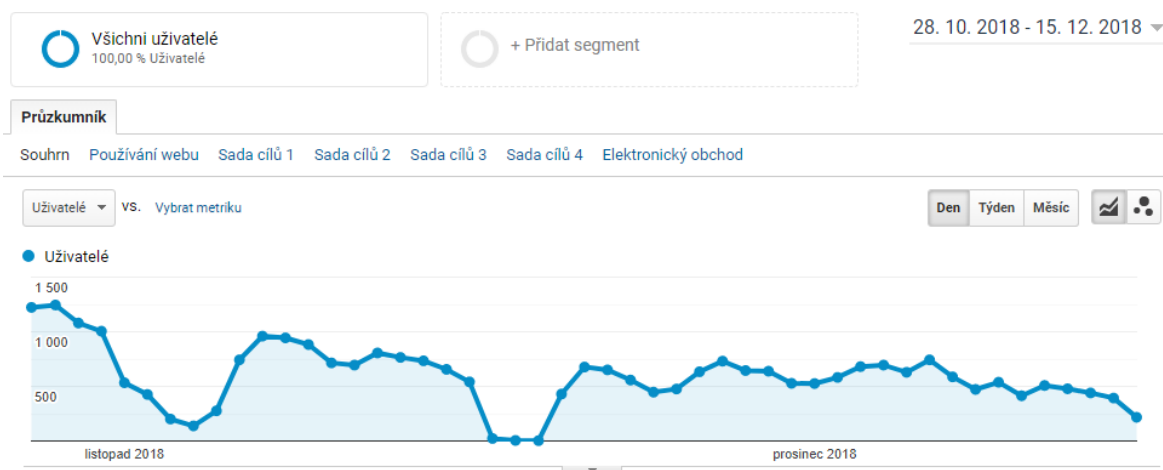 Všichni uživatelé
100,00 % Uživatelé
+ Přidat segment
28. 10. 2018 - 15. 12. 2018
Průzkumník
Souhrn Používání webu Sada cílů 1 Sada cílů 2 Sada cílů 3 Sada cílů 4 Elektronický obchod
Uživatelé VS. Vybrat metriku
Den Týden Měsíc
Uživatelé
1 500
1 000
500
listopad 2018 prosinec 2018